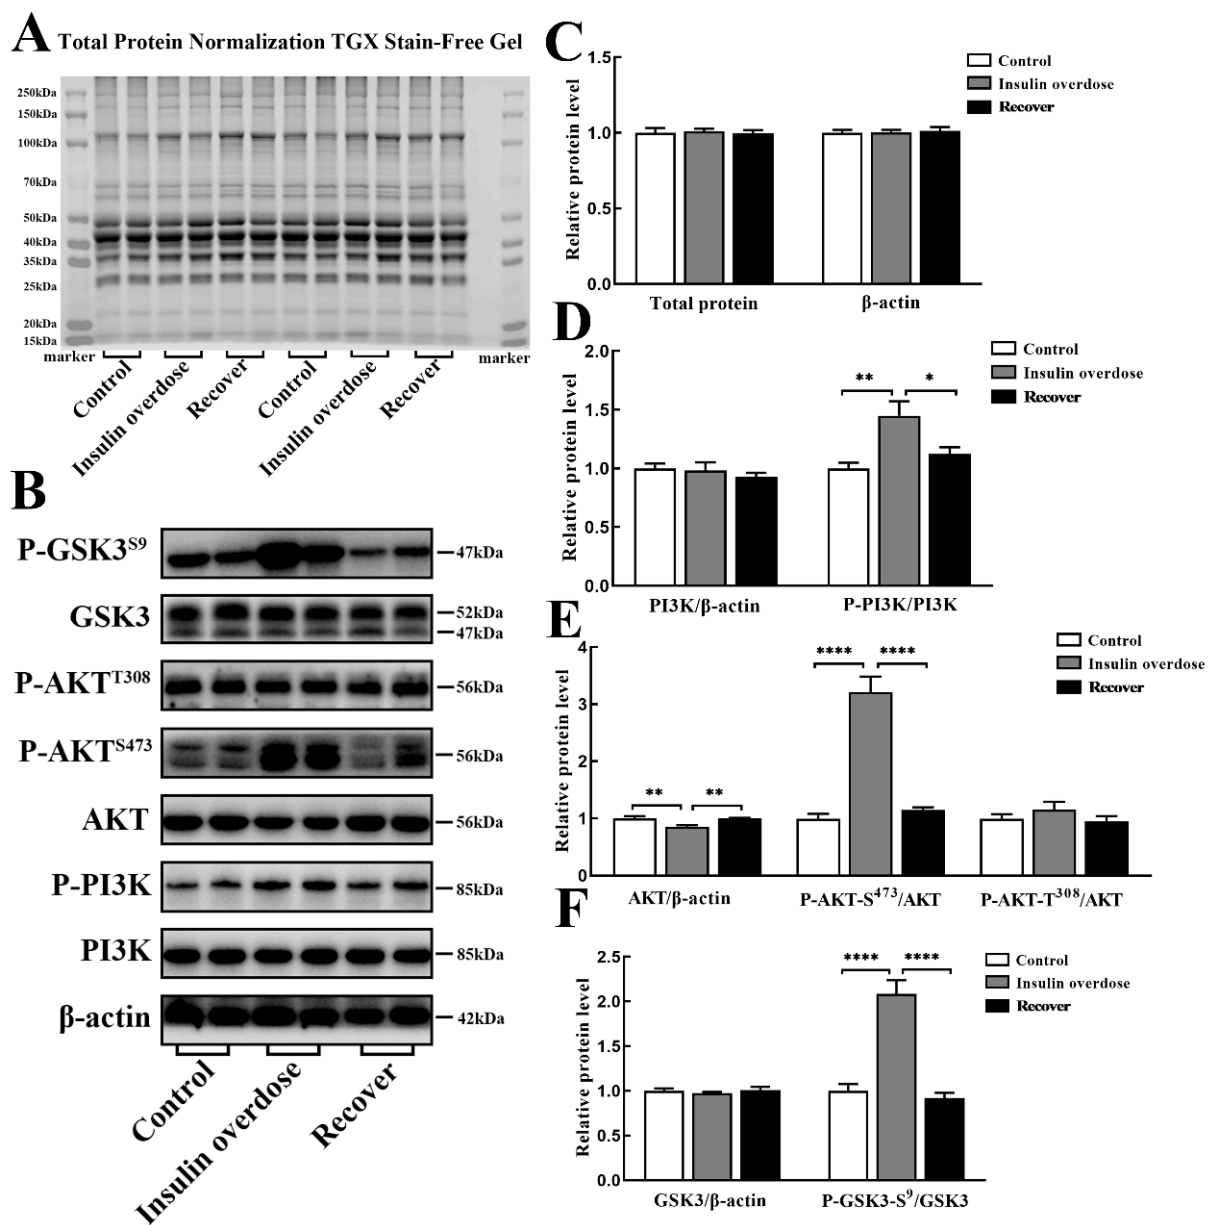 A Total Protein Normalization TGX Stain-Free Gel
250kDa
150kDa
100kDa
70kDa
50kDa
40kDa
35kDa
25kDa
20kDa
15kDa
marker
marker
Control
Insulin overdose
Recover
Control
Insulin overdose
Recover
B
P-GSK3^S9
47kDa
GSK3
52kDa
47kDa
P-AKT^T308
56kDa
P-AKT^S473
56kDa
AKT
56kDa
P-PI3K
85kDa
PI3K
85kDa
β-actin
42kDa
Control
Insulin overdose
Recover
C
Relative protein level
1.5
1.0
0.5
0.0
Total protein
β-actin
Control
Insulin overdose
Recover
D
Relative protein level
2.0
1.5
1.0
0.5
0.0
** *
PI3K/β-actin
P-PI3K/PI3K
Control
Insulin overdose
Recover
E
Relative protein level
4
3
2
1
0
** **
**** ****
AKT/β-actin
P-AKT-S^473/AKT
P-AKT-T^308/AKT
Control
Insulin overdose
Recover
F
Relative protein level
2.5
2.0
1.5
1.0
0.5
0.0
**** ****
GSK3/β-actin
P-GSK3-S^9/GSK3
Control
Insulin overdose
Recover